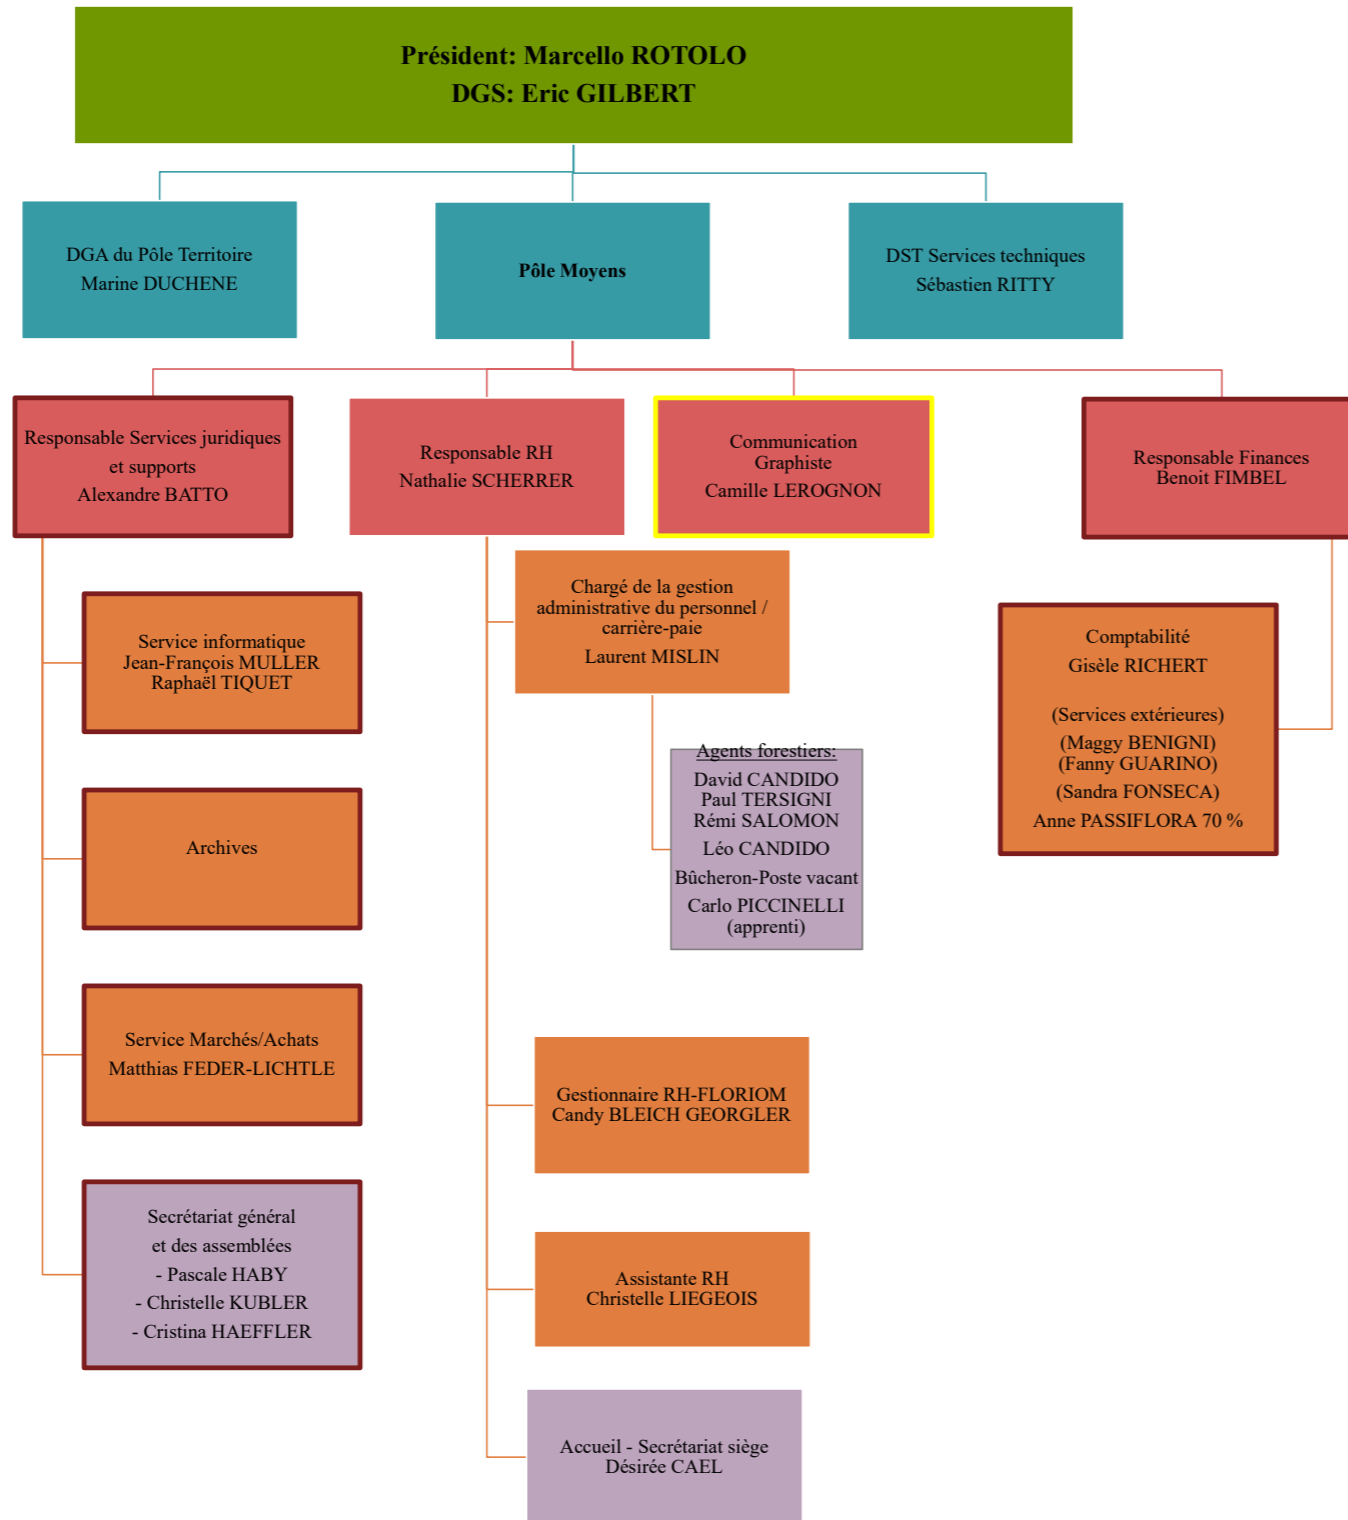 Président: Marcello ROTOLO
DGS: Eric GILBERT
DGA du Pôle Territoire
Marine DUCHENE
Pôle Moyens
DST Services techniques
Sébastien RITTY
Responsable Services juridiques
et supports
Alexandre BATTO
Responsable RH
Nathalie SCHERRER
Communication
Graphiste
Camille LEROGNON
Responsable Finances
Benoit FIMBEL
Service informatique
Jean-François MULLER
Raphaël TIQUET
Archives
Service Marchés/Achats
Matthias FEDER-LICHTLE
Secrétariat général
et des assemblées
- Pascale HABY
- Christelle KUBLER
- Cristina HAEFFLER
Chargé de la gestion
administrative du personnel /
carrière-paie
Laurent MISLIN
Agents forestiers:
David CANDIDO
Paul TERSIGNI
Rémi SALOMON
Léo CANDIDO
Bûcheron-Poste vacant
Carlo PICCINELLI
(apprenti)
Gestionnaire RH-FLORIOM
Candy BLEICH GEORGLER
Assistante RH
Christelle LIEGEOIS
Accueil - Secrétariat siège
Désirée CAEL
Comptabilité
Gisèle RICHERT
(Services extérieures)
(Maggy BENIGNI)
(Fanny GUARINO)
(Sandra FONSECA)
Anne PASSIFLORA 70 %